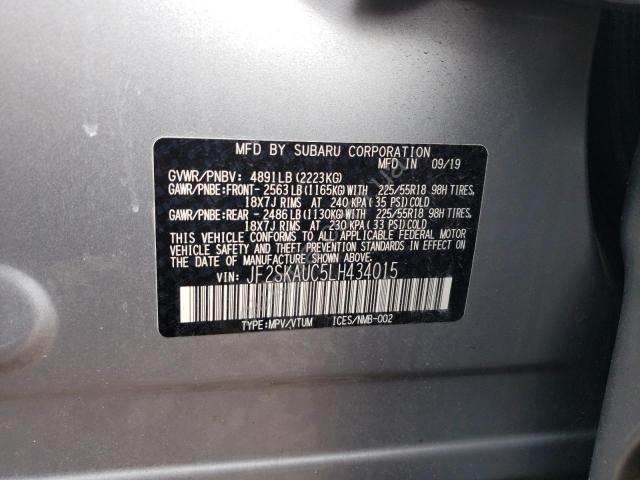 MFD BY SUBARU CORPORATION
MFD IN 09/19
GVWR/PNBV: 4891LB (2223KG)
GAWR/PNBE:FRONT- 2563LB(1165KG)WITH 225/55R18 98H TIRES,
18X7J RIMS AT 240 KPA(35 PSI)COLD
GAWR/PNBE:REAR - 2486LB(1130KG)WITH 225/55R18 98H TIRES,
18X7J RIMS AT 230 KPA(33 PSI)COLD
THIS VEHICLE CONFORMS TO ALL APPLICABLE FEDERAL MOTOR
VEHICLE SAFETY, BUMPER, AND THEFT PREVENTION
STANDARDS IN EFFECT ON THE DATE OF MANUFACTURE
SHOWN ABOVE.
VIN: JF2SKAUC5LH434015
TYPE:MPV/VTUM ICES/NMB-002